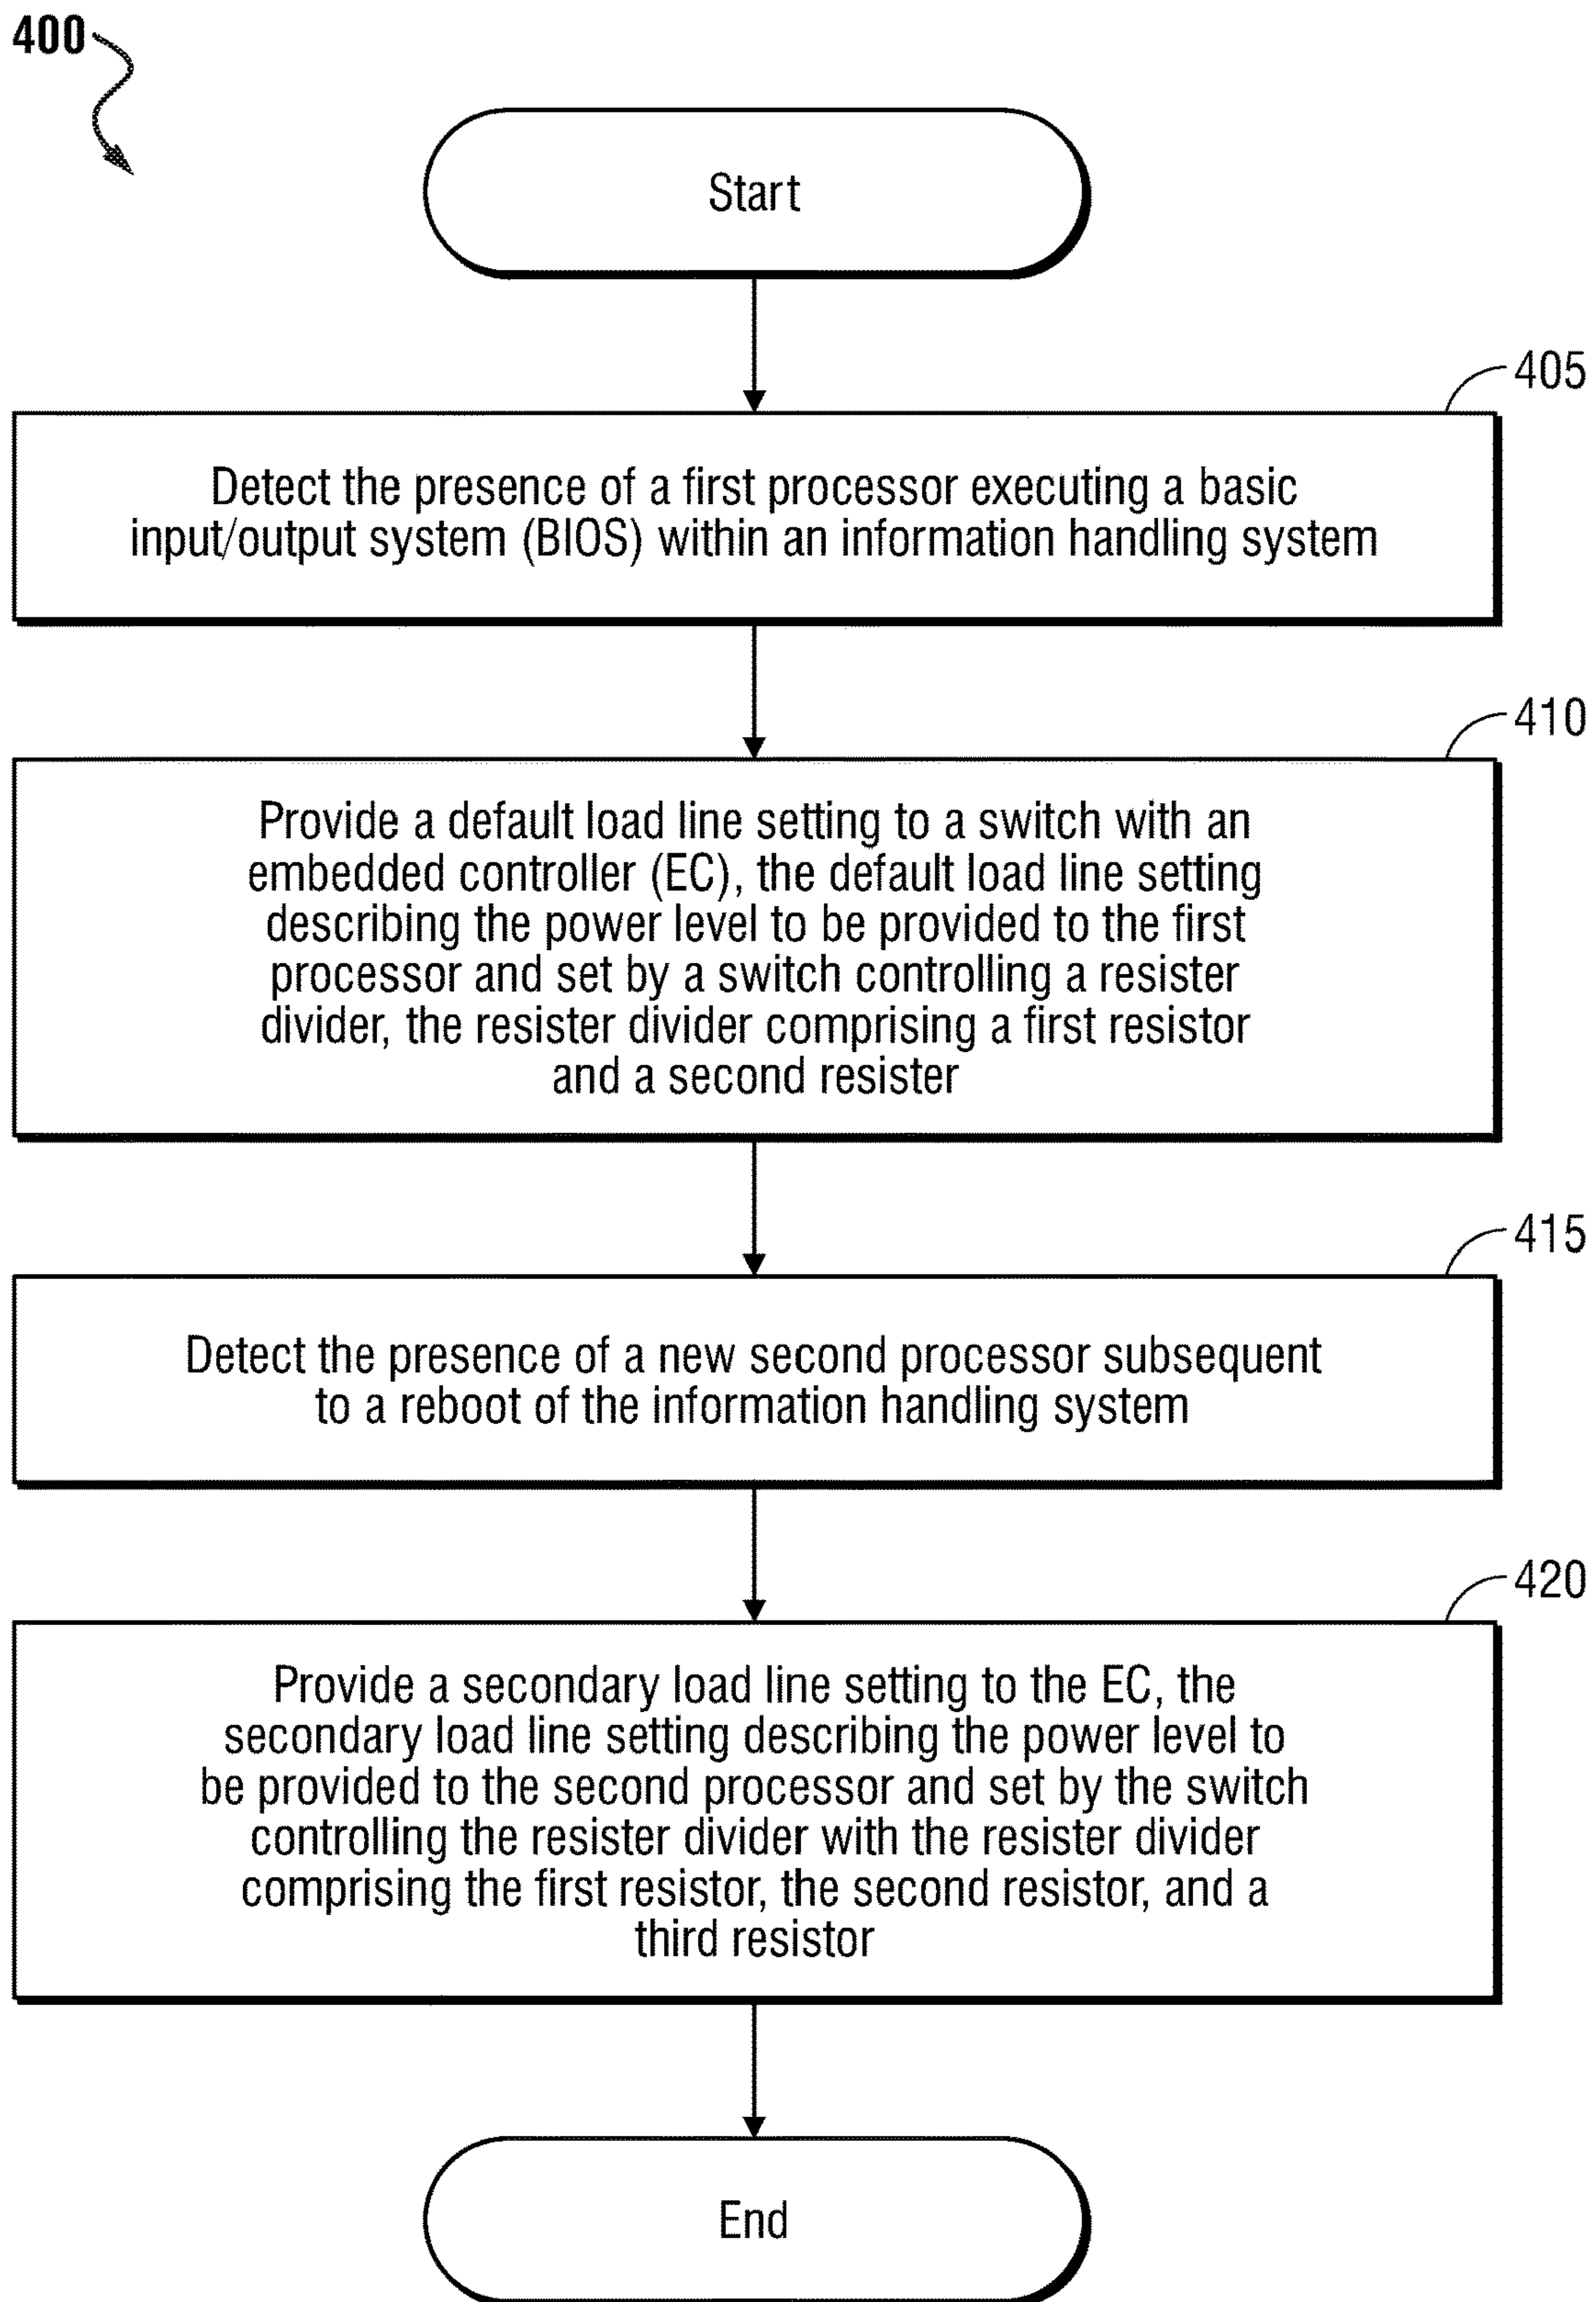 400
Start
405
Detect the presence of a first processor executing a basic
input/output system (BIOS) within an information handling system
410
Provide a default load line setting to a switch with an
embedded controller (EC), the default load line setting
describing the power level to be provided to the first
processor and set by a switch controlling a resister
divider, the resister divider comprising a first resistor
and a second resister
415
Detect the presence of a new second processor subsequent
to a reboot of the information handling system
420
Provide a secondary load line setting to the EC, the
secondary load line setting describing the power level to
be provided to the second processor and set by the switch
controlling the resister divider with the resister divider
comprising the first resistor, the second resistor, and a
third resistor
End